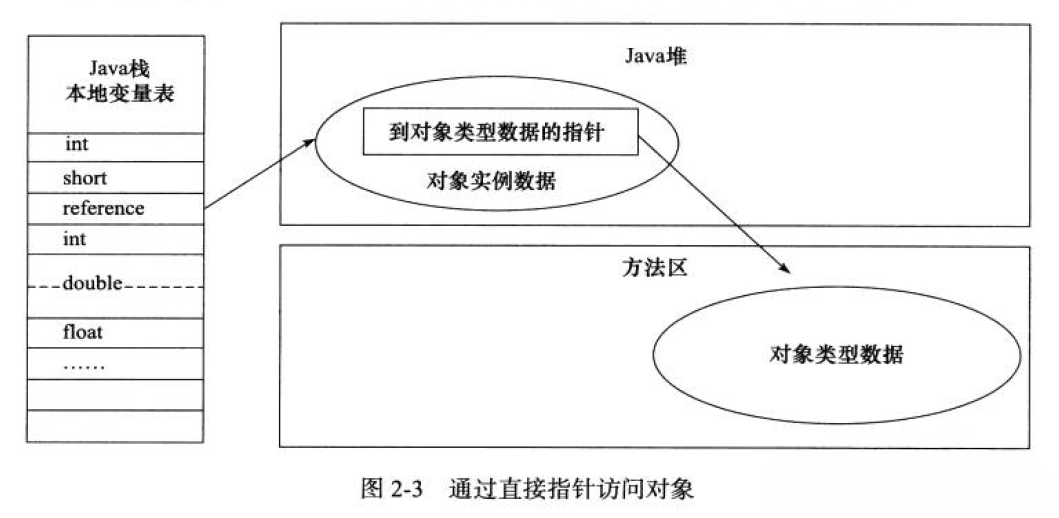 Java栈
本地变量表
int
short
reference
int
double
float
……
Java堆
到对象类型数据的指针
对象实例数据
方法区
对象类型数据
图 2-3 通过直接指针访问对象